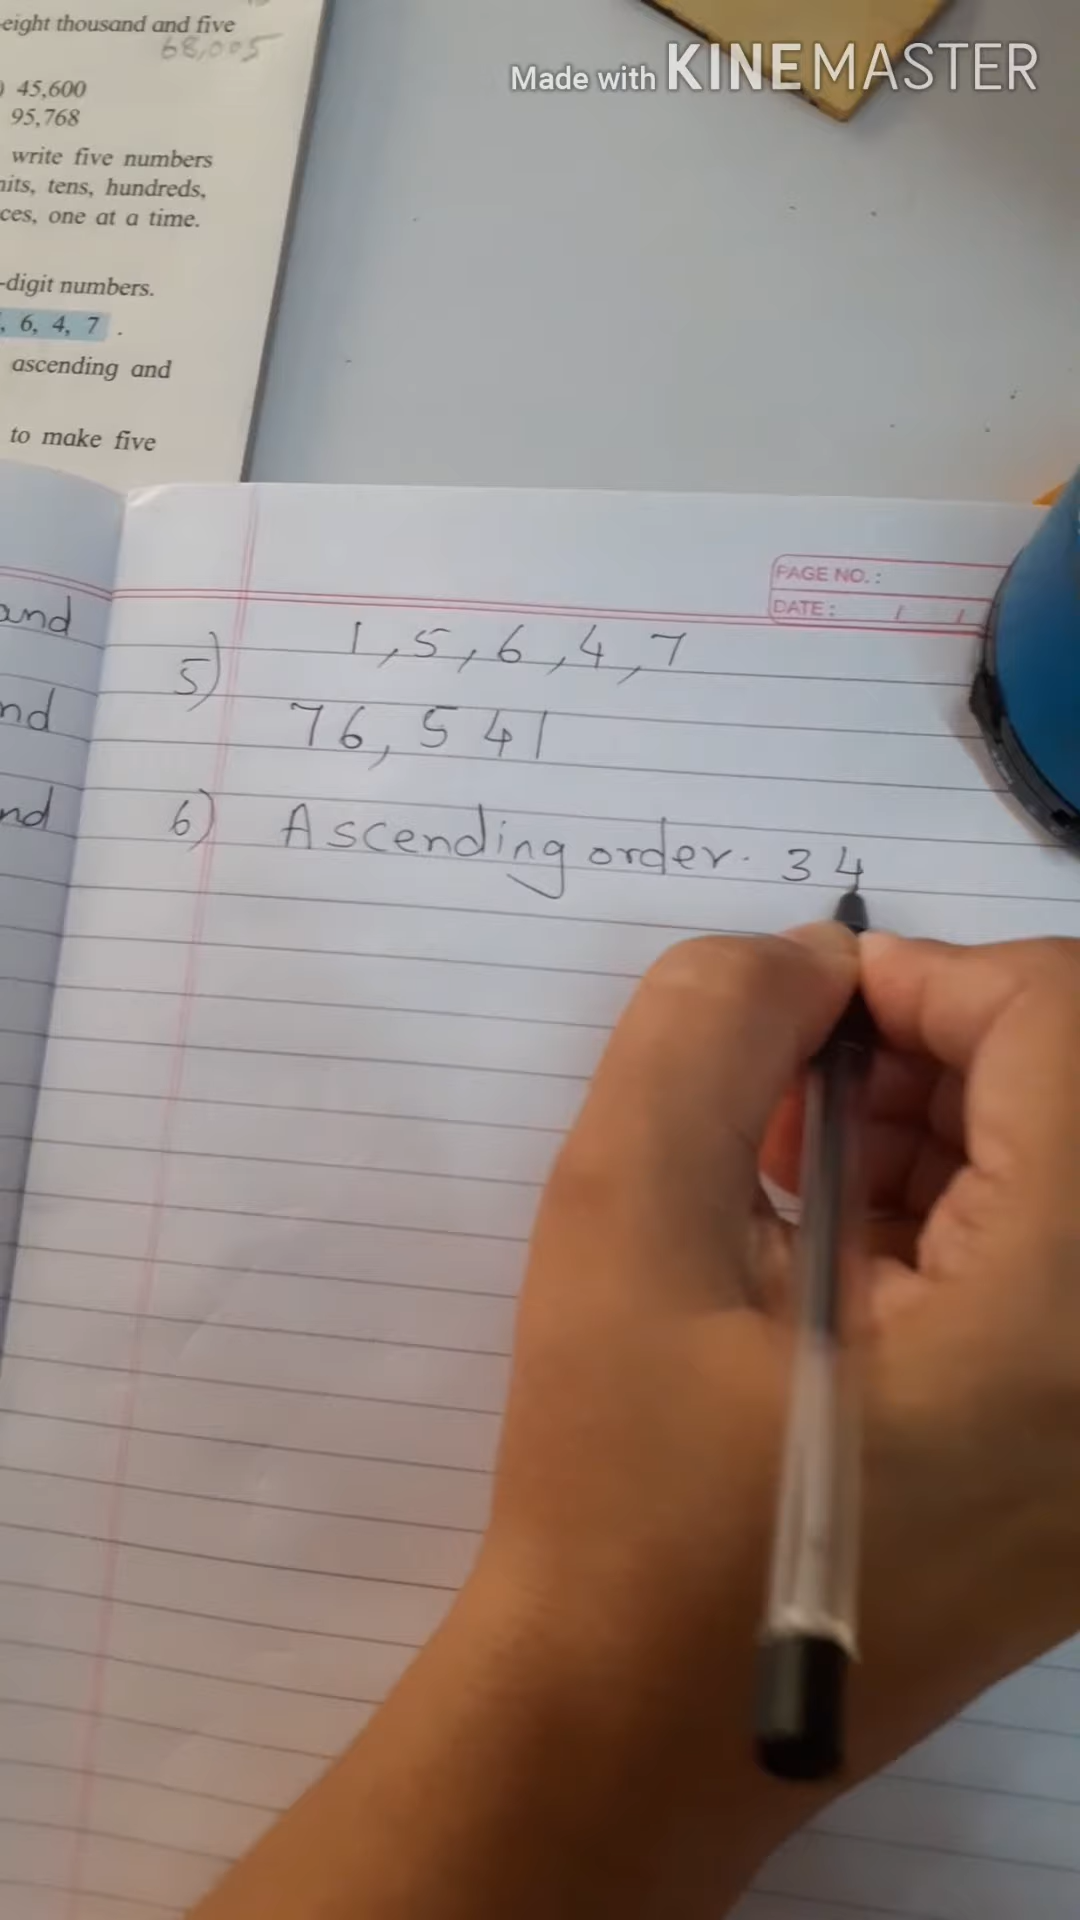 Made with KINEMASTER
eight thousand and five
68,005
) 45,600
95,768
write five numbers
nits, tens, hundreds,
ces, one at a time.
-digit numbers.
, 6, 4, 7 .
ascending and
to make five
PAGE NO. :
DATE : / /
and
nd
nd
5) 1, 5, 6, 4, 7
76, 541
6) Ascending order. 34